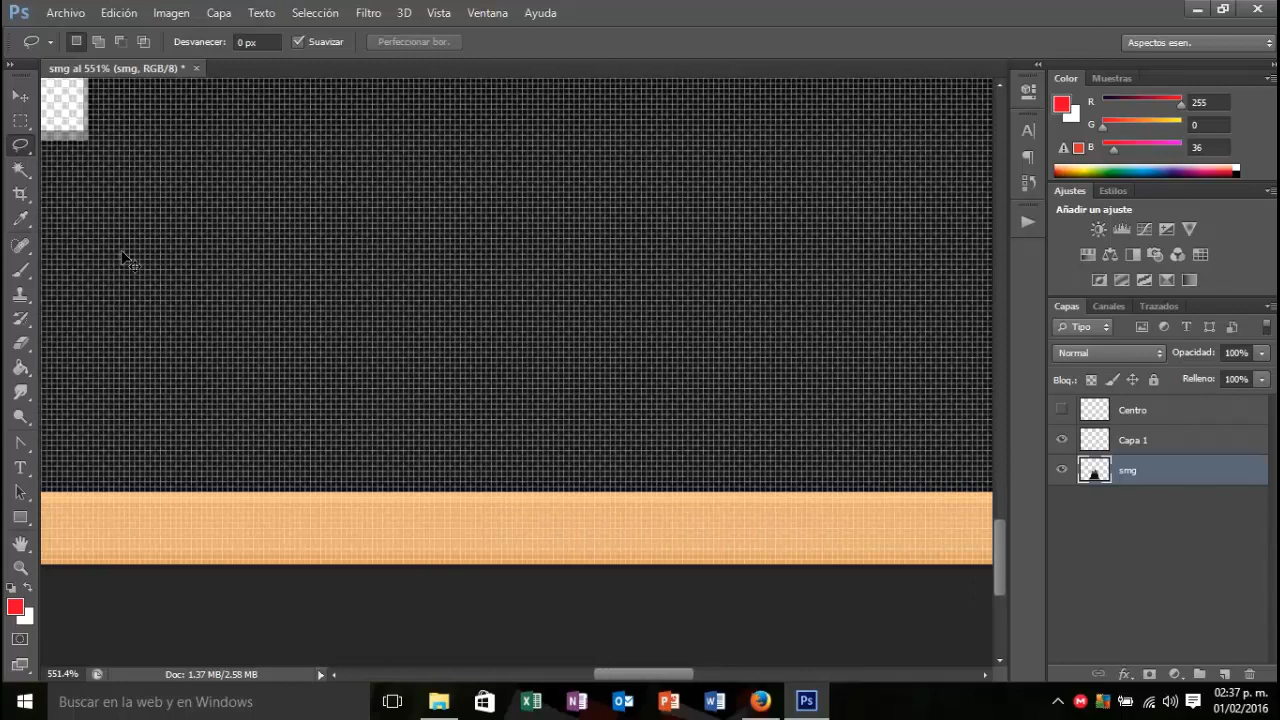 Ps Archivo Edición Imagen Capa Texto Selección Filtro 3D Vista Ventana Ayuda
Desvanecer: 0 px Suavizar Perfeccionar bor. Aspectos esen.
smg al 551% (smg, RGB/8) * ×
Color Muestras
R 255
G 0
B 36
Ajustes Estilos
Añadir un ajuste
Capas Canales Trazados
Tipo
Normal Opacidad: 100%
Bloq.: Relleno: 100%
Centro
Capa 1
smg
551.4% Doc: 1.37 MB/2.58 MB
Buscar en la web y en Windows
02:37 p. m.
01/02/2016